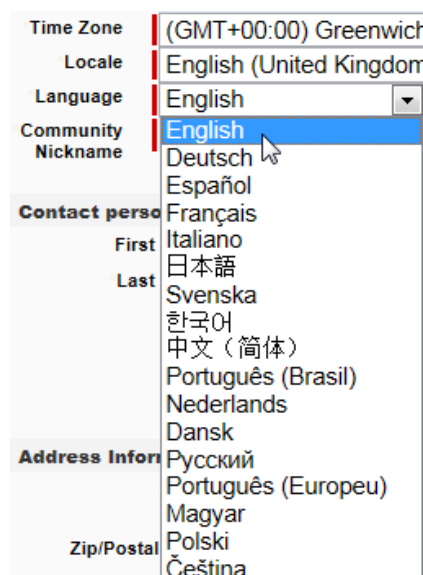 Time Zone (GMT+00:00) Greenwich
Locale English (United Kingdom
Language English
Community Nickname
English
Deutsch
Español
Contact perso
Français
First
Italiano
Last
日本語
Svenska
한국어
中文（简体）
Português (Brasil)
Nederlands
Dansk
Address Infor
Русский
Português (Europeu)
Magyar
Zip/Postal
Polski
Čeština